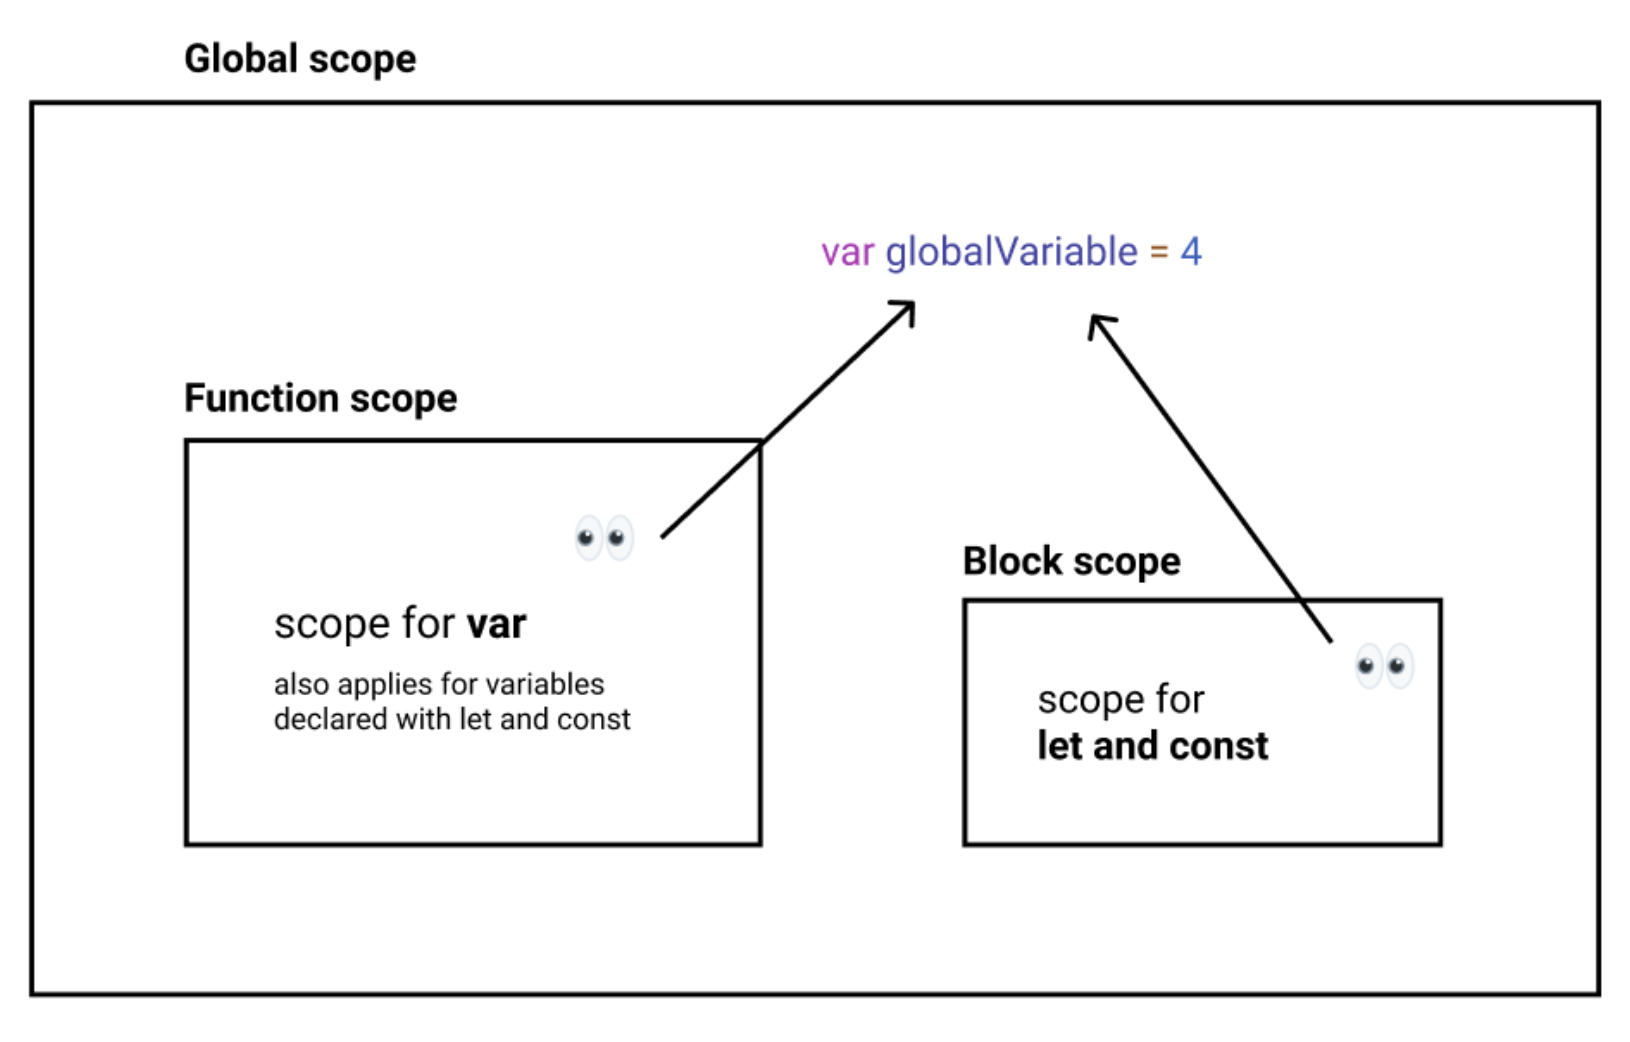 Global scope
var globalVariable = 4
Function scope
scope for var
also applies for variables
declared with let and const
Block scope
scope for
let and const